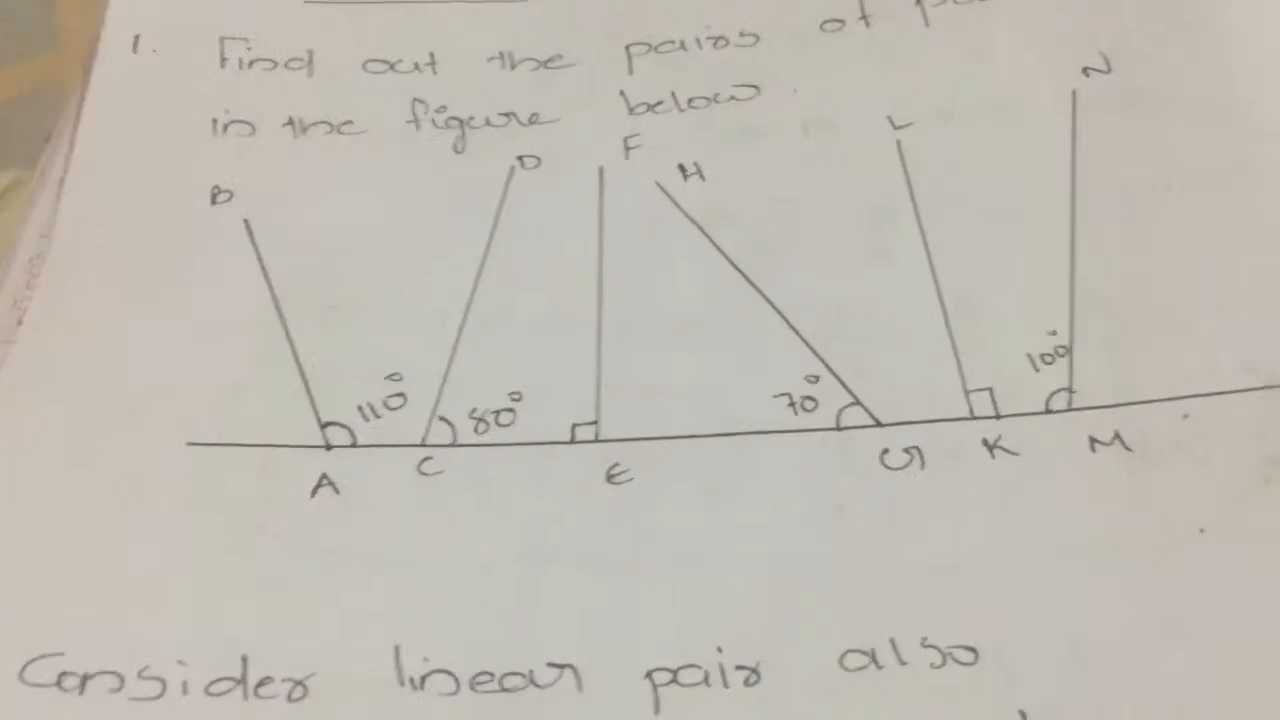 1. Find out the pairs of
in the figure below.
B D F H L N
110° 80° 70° 100°
A C E G K M
Consider linear pair also